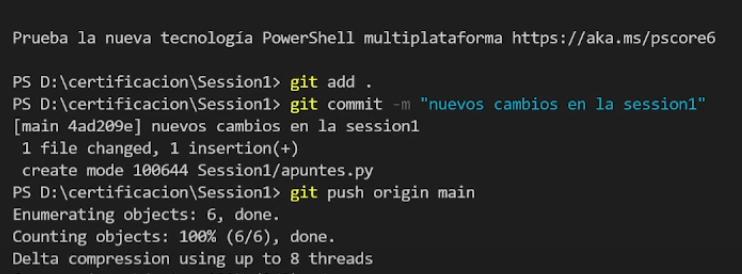 Prueba la nueva tecnología PowerShell multiplataforma https://aka.ms/pscore6
PS D:\certificacion\Session1> git add .
PS D:\certificacion\Session1> git commit -m "nuevos cambios en la session1"
[main 4ad209e] nuevos cambios en la session1
1 file changed, 1 insertion(+)
create mode 100644 Session1/apuntes.py
PS D:\certificacion\Session1> git push origin main
Enumerating objects: 6, done.
Counting objects: 100% (6/6), done.
Delta compression using up to 8 threads